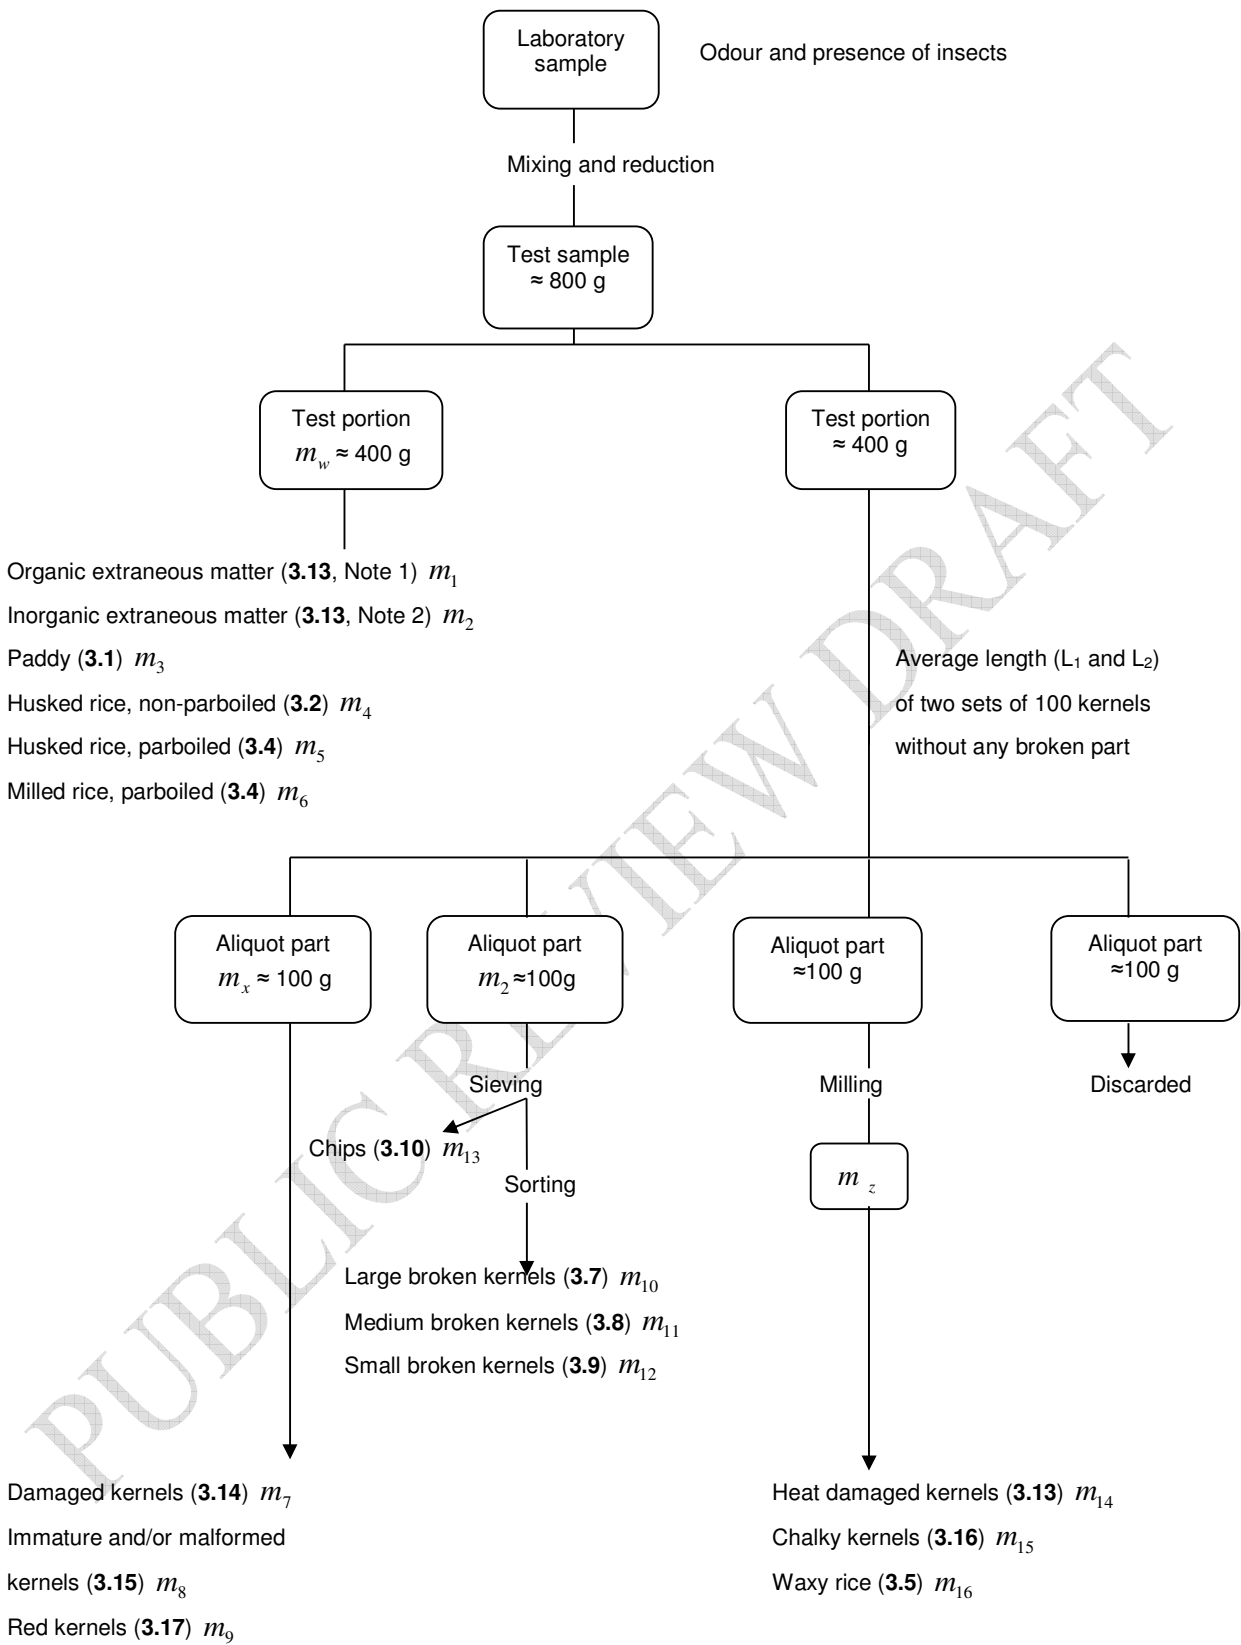 Laboratory
sample
Odour and presence of insects
Mixing and reduction
Test sample
≈ 800 g
Test portion
m_w ≈ 400 g
Test portion
≈ 400 g
Organic extraneous matter (3.13, Note 1) m_1
Inorganic extraneous matter (3.13, Note 2) m_2
Paddy (3.1) m_3
Husked rice, non-parboiled (3.2) m_4
Husked rice, parboiled (3.4) m_5
Milled rice, parboiled (3.4) m_6
Average length (L₁ and L₂)
of two sets of 100 kernels
without any broken part
Aliquot part
m_x ≈ 100 g
Aliquot part
m_2 ≈100g
Aliquot part
≈100 g
Aliquot part
≈100 g
Sieving
Milling
Discarded
Chips (3.10) m_13
Sorting
m_z
Large broken kernels (3.7) m_10
Medium broken kernels (3.8) m_11
Small broken kernels (3.9) m_12
Damaged kernels (3.14) m_7
Immature and/or malformed
kernels (3.15) m_8
Red kernels (3.17) m_9
Heat damaged kernels (3.13) m_14
Chalky kernels (3.16) m_15
Waxy rice (3.5) m_16
PUBLIC REVIEW DRAFT